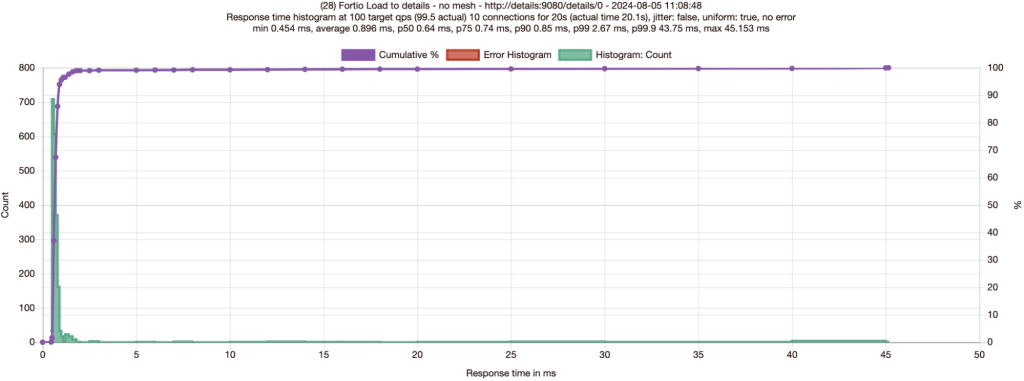 (28) Fortio Load to details - no mesh - http://details:9080/details/0 - 2024-08-05 11:08:48
Response time histogram at 100 target qps (99.5 actual) 10 connections for 20s (actual time 20.1s), jitter: false, uniform: true, no error
min 0.454 ms, average 0.896 ms, p50 0.64 ms, p75 0.74 ms, p90 0.85 ms, p99 2.67 ms, p99.9 43.75 ms, max 45.153 ms
Cumulative % Error Histogram Histogram: Count
800 100
90
700
80
600
70
500
60
400 50
40
300
30
200
20
100
10
0 0
Count
%
0 5 10 15 20 25 30 35 40 45 50
Response time in ms